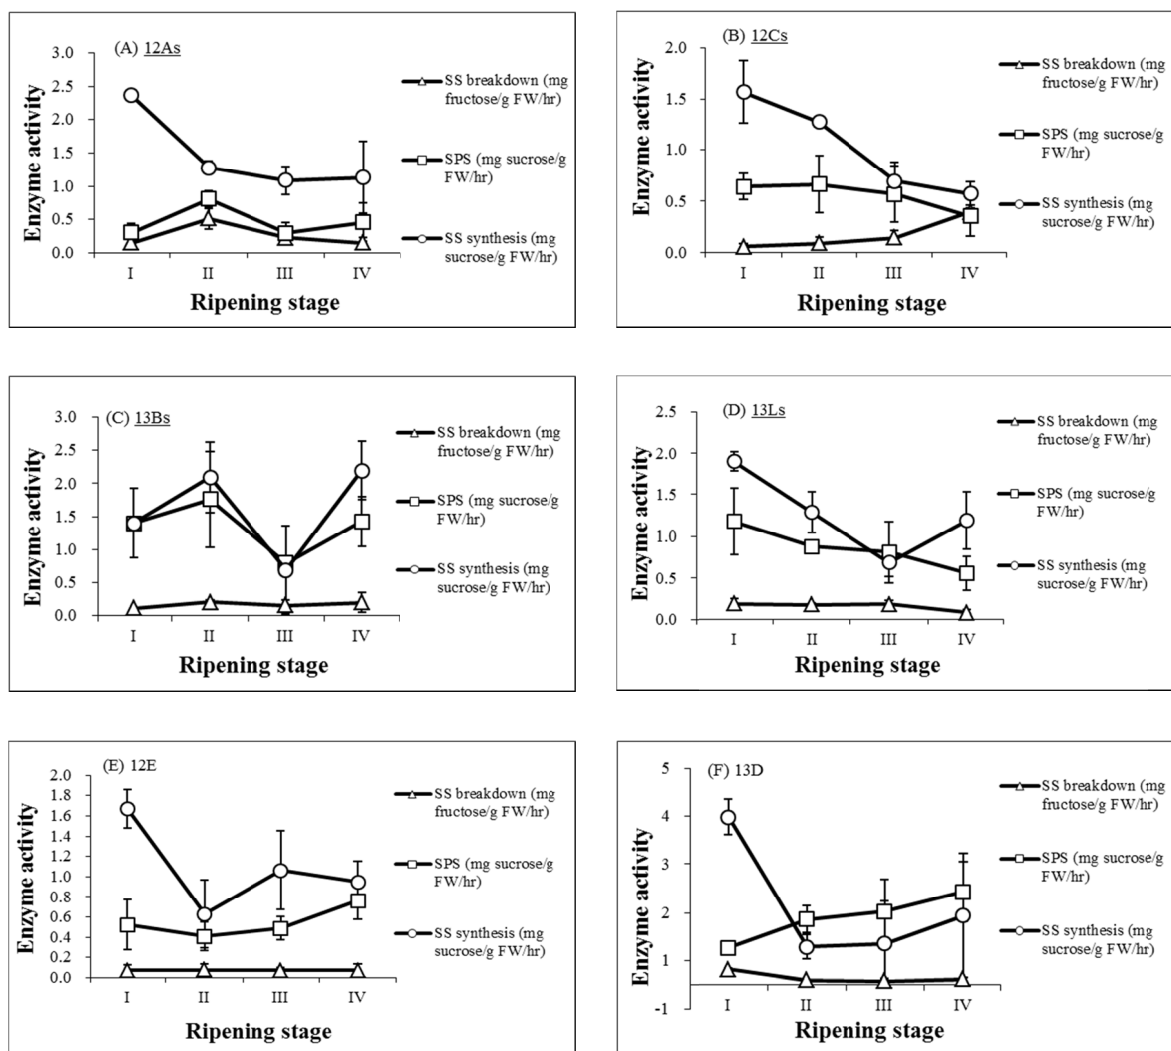 (A) 12As
3.0
2.5
2.0
1.5
1.0
0.5
0.0
Enzyme activity
I II III IV
Ripening stage
SS breakdown (mg
fructose/g FW/hr)
SPS (mg sucrose/g
FW/hr)
SS synthesis (mg
sucrose/g FW/hr)
(B) 12Cs
2.0
1.5
1.0
0.5
0.0
Enzyme activity
I II III IV
Ripening stage
SS breakdown (mg
fructose/g FW/hr)
SPS (mg sucrose/g
FW/hr)
SS synthesis (mg
sucrose/g FW/hr)
(C) 13Bs
3.0
2.5
2.0
1.5
1.0
0.5
0.0
Enzyme activity
I II III IV
Ripening stage
SS breakdown (mg
fructose/g FW/hr)
SPS (mg sucrose/g
FW/hr)
SS synthesis (mg
sucrose/g FW/hr)
(D) 13Ls
2.5
2.0
1.5
1.0
0.5
0.0
Enzyme activity
I II III IV
Ripening stage
SS breakdown (mg
fructose/g FW/hr)
SPS (mg sucrose/g
FW/hr)
SS synthesis (mg
sucrose/g FW/hr)
(E) 12E
2.0
1.8
1.6
1.4
1.2
1.0
0.8
0.6
0.4
0.2
0.0
Enzyme activity
I II III IV
Ripening stage
SS breakdown (mg
fructose/g FW/hr)
SPS (mg sucrose/g
FW/hr)
SS synthesis (mg
sucrose/g FW/hr)
(F) 13D
5
4
3
2
1
-1
Enzyme activity
I II III IV
Ripening stage
SS breakdown (mg
fructose/g FW/hr)
SPS (mg sucrose/g
FW/hr)
SS synthesis (mg
sucrose/g FW/hr)